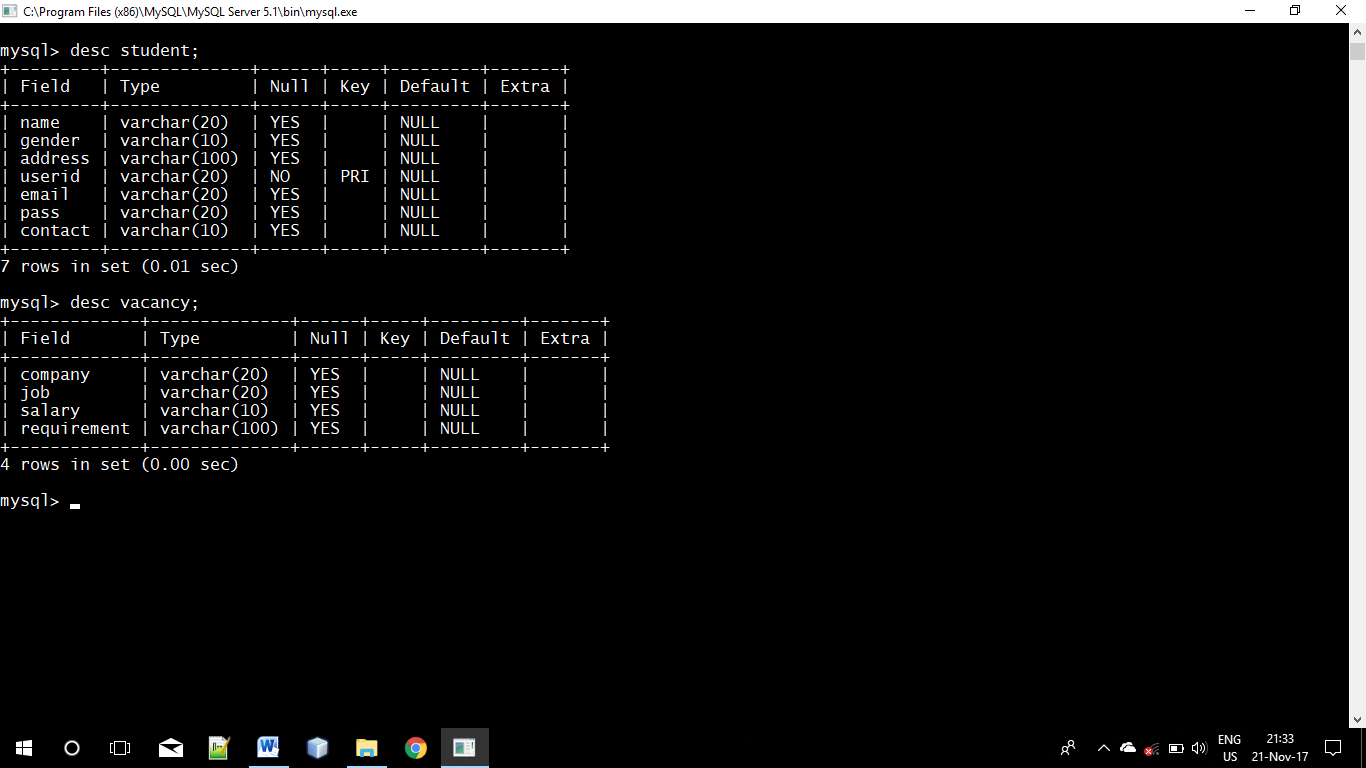 C:\Program Files (x86)\MySQL\MySQL Server 5.1\bin\mysql.exe
mysql> desc student;
+---------+--------------+------+-----+---------+-------+
| Field   | Type         | Null | Key | Default | Extra |
+---------+--------------+------+-----+---------+-------+
| name    | varchar(20)  | YES  |     | NULL    |       |
| gender  | varchar(10)  | YES  |     | NULL    |       |
| address | varchar(100) | YES  |     | NULL    |       |
| userid  | varchar(20)  | NO   | PRI | NULL    |       |
| email   | varchar(20)  | YES  |     | NULL    |       |
| pass    | varchar(20)  | YES  |     | NULL    |       |
| contact | varchar(10)  | YES  |     | NULL    |       |
+---------+--------------+------+-----+---------+-------+
7 rows in set (0.01 sec)
mysql> desc vacancy;
+-------------+--------------+------+-----+---------+-------+
| Field       | Type         | Null | Key | Default | Extra |
+-------------+--------------+------+-----+---------+-------+
| company     | varchar(20)  | YES  |     | NULL    |       |
| job         | varchar(20)  | YES  |     | NULL    |       |
| salary      | varchar(10)  | YES  |     | NULL    |       |
| requirement | varchar(100) | YES  |     | NULL    |       |
+-------------+--------------+------+-----+---------+-------+
4 rows in set (0.00 sec)
mysql>
ENG 21:33
US 21-Nov-17